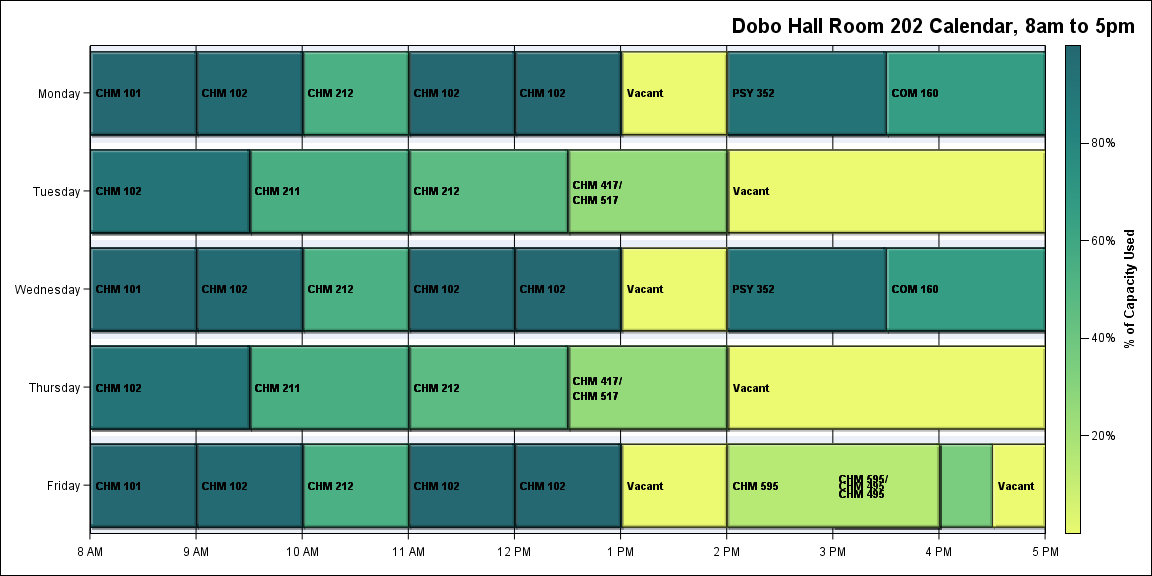 Dobo Hall Room 202 Calendar, 8am to 5pm
Monday
CHM 101
CHM 102
CHM 212
CHM 102
CHM 102
Vacant
PSY 352
COM 160
Tuesday
CHM 102
CHM 211
CHM 212
CHM 417/
CHM 517
Vacant
Wednesday
CHM 101
CHM 102
CHM 212
CHM 102
CHM 102
Vacant
PSY 352
COM 160
Thursday
CHM 102
CHM 211
CHM 212
CHM 417/
CHM 517
Vacant
Friday
CHM 101
CHM 102
CHM 212
CHM 102
CHM 102
Vacant
CHM 595
CHM 595/
CHM 495
CHM 495
Vacant
8 AM
9 AM
10 AM
11 AM
12 PM
1 PM
2 PM
3 PM
4 PM
5 PM
80%
60%
40%
20%
% of Capacity Used